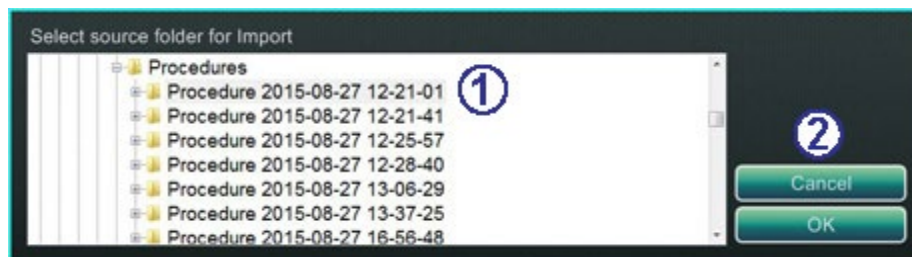 Select source folder for Import
Procedures
Procedure 2015-08-27 12-21-01
1
Procedure 2015-08-27 12-21-41
Procedure 2015-08-27 12-25-57
2
Procedure 2015-08-27 12-28-40
Procedure 2015-08-27 13-06-29
Cancel
Procedure 2015-08-27 13-37-25
OK
Procedure 2015-08-27 16-56-48